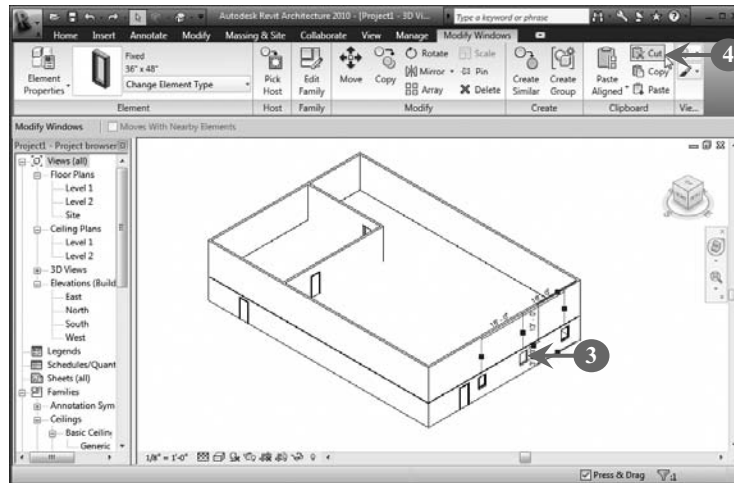 Autodesk Revit Architecture 2010 - [Project1 - 3D Vi... Type a keyword or phrase
Home Insert Annotate Modify Massing & Site Collaborate View Manage Modify Windows
Element Properties
Fixed
36" x 48"
Change Element Type
Pick Host
Edit Family
Move
Copy
Rotate
Scale
Mirror
Pin
Array
Delete
Create Similar
Create Group
Paste Aligned
Cut
Copy
Paste
4
Element Host Family Modify Create Clipboard Vie...
Modify Windows Moves With Nearby Elements
Project1 - Project browser
Views (all)
Floor Plans
Level 1
Level 2
Site
Ceiling Plans
Level 1
Level 2
3D Views
Elevations (Build
East
North
South
West
Legends
Schedules/Quant
Sheets (all)
Families
Annotation Sym
Ceilings
Basic Ceilin
Generic
3
1/8" = 1'-0"
Press & Drag :1